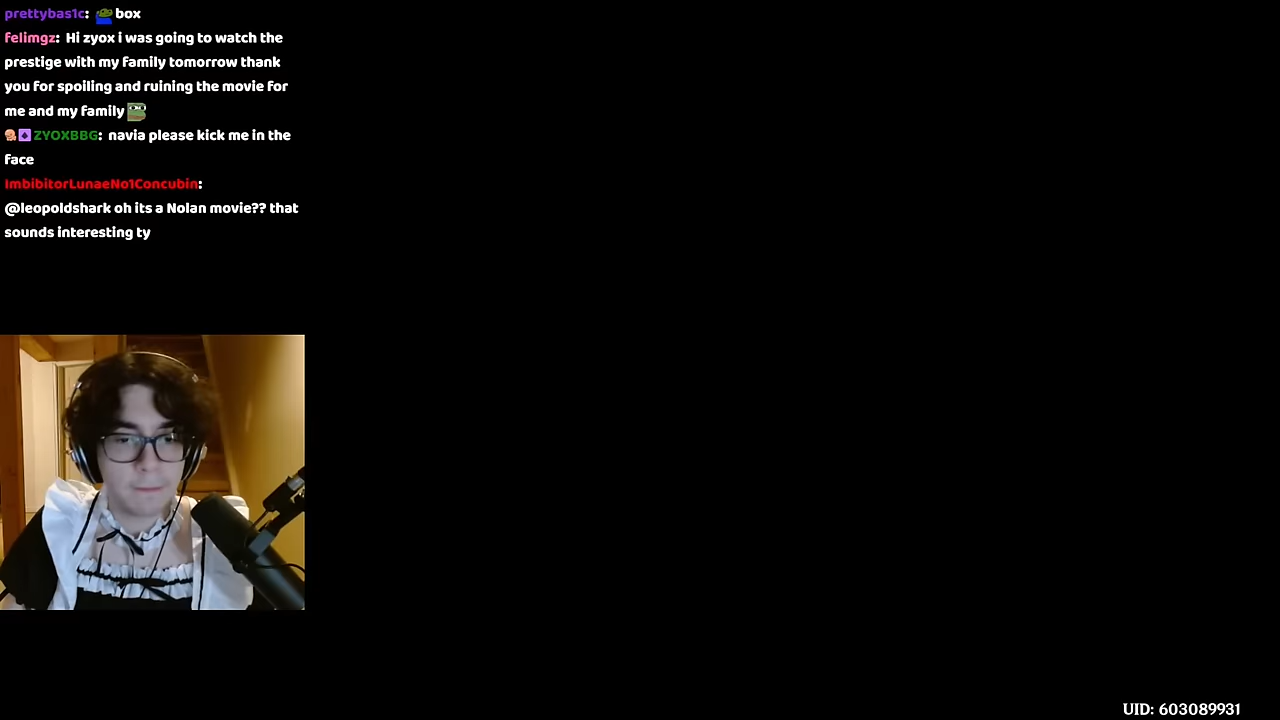 prettybas1c: box
felimgz: Hi zyox i was going to watch the
prestige with my family tomorrow thank
you for spoiling and ruining the movie for
me and my family
ZYOXBBG: navia please kick me in the
face
ImbibitorLunaeNo1Concubin:
@leopoldshark oh its a Nolan movie?? that
sounds interesting ty
UID: 603089931